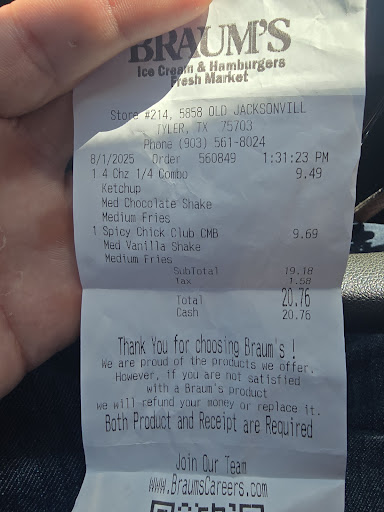 BRAUM'S
Ice Cream & Hamburgers
Fresh Market
Store #214, 5858 OLD JACKSONVILL
TYLER, TX 75703
Phone (903) 561-8024
8/1/2025 Order 560849 1:31:23 PM
1 4 Chz 1/4 Combo 9.49
Ketchup
Med Chocolate Shake
Medium Fries
1 Spicy Chick Club CMB 9.69
Med Vanilla Shake
Medium Fries
SubTotal 19.18
Tax 1.58
Total 20.76
Cash 20.76
Thank You for choosing Braum's !
We are proud of the products we offer.
However, if you are not satisfied
with a Braum's product
we will refund your money or replace it.
Both Product and Receipt are Required
Join Our Team
www.BraumsCareers.com